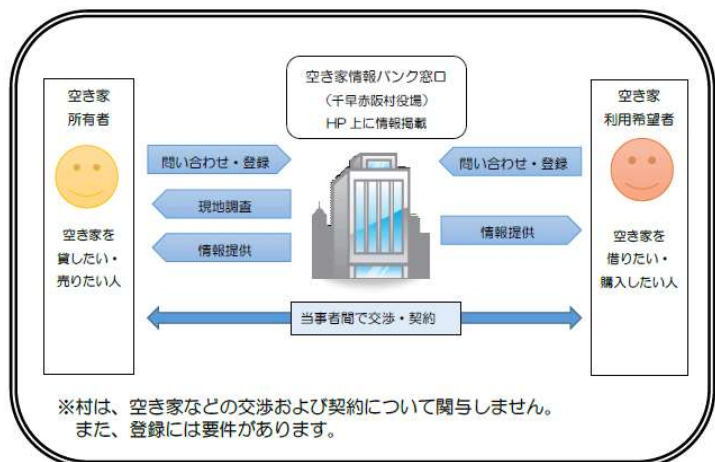 空き家情報バンク窓口
（千早赤阪村役場）
HP 上に情報掲載
空き家
所有者
空き家を
貸したい・
売りたい人
問い合わせ・登録
現地調査
情報提供
問い合わせ・登録
情報提供
空き家
利用希望者
空き家を
借りたい・
購入したい人
当事者間で交渉・契約
※村は、空き家などの交渉および契約について関与しません。
また、登録には要件があります。